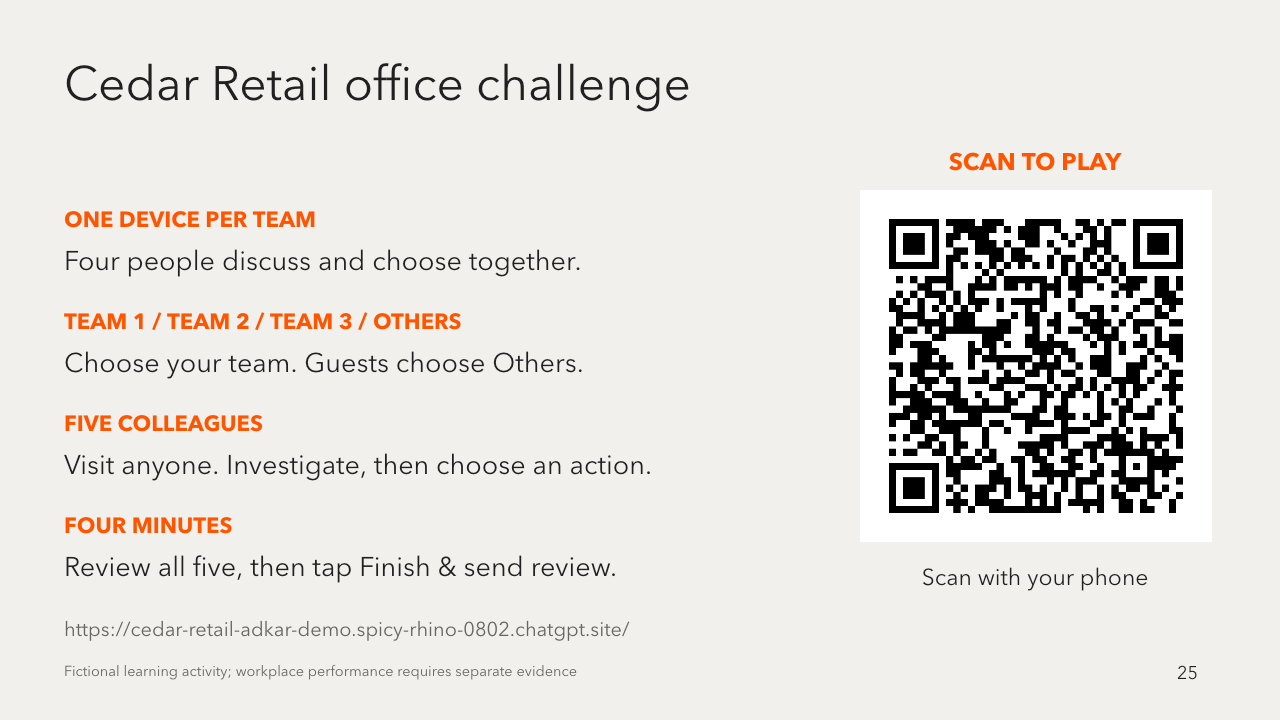 Cedar Retail office challenge
ONE DEVICE PER TEAM
Four people discuss and choose together.
TEAM 1 / TEAM 2 / TEAM 3 / OTHERS
Choose your team. Guests choose Others.
FIVE COLLEAGUES
Visit anyone. Investigate, then choose an action.
FOUR MINUTES
Review all five, then tap Finish & send review.
https://cedar-retail-adkar-demo.spicy-rhino-0802.chatgpt.site/
Fictional learning activity; workplace performance requires separate evidence
SCAN TO PLAY
Scan with your phone
25